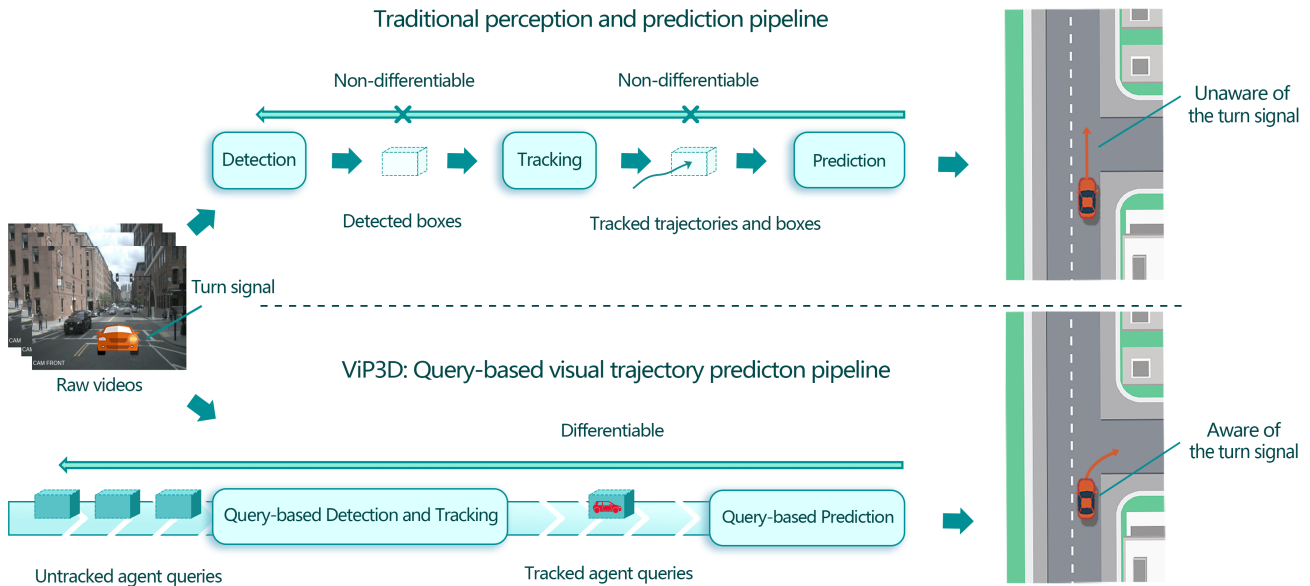 Traditional perception and prediction pipeline
Non-differentiable
Non-differentiable
Detection
Tracking
Prediction
Detected boxes
Tracked trajectories and boxes
Unaware of
the turn signal
Turn signal
CAM
CAM
CAM FRONT
Raw videos
ViP3D: Query-based visual trajectory predicton pipeline
Differentiable
Query-based Detection and Tracking
Query-based Prediction
Untracked agent queries
Tracked agent queries
Aware of
the turn signal